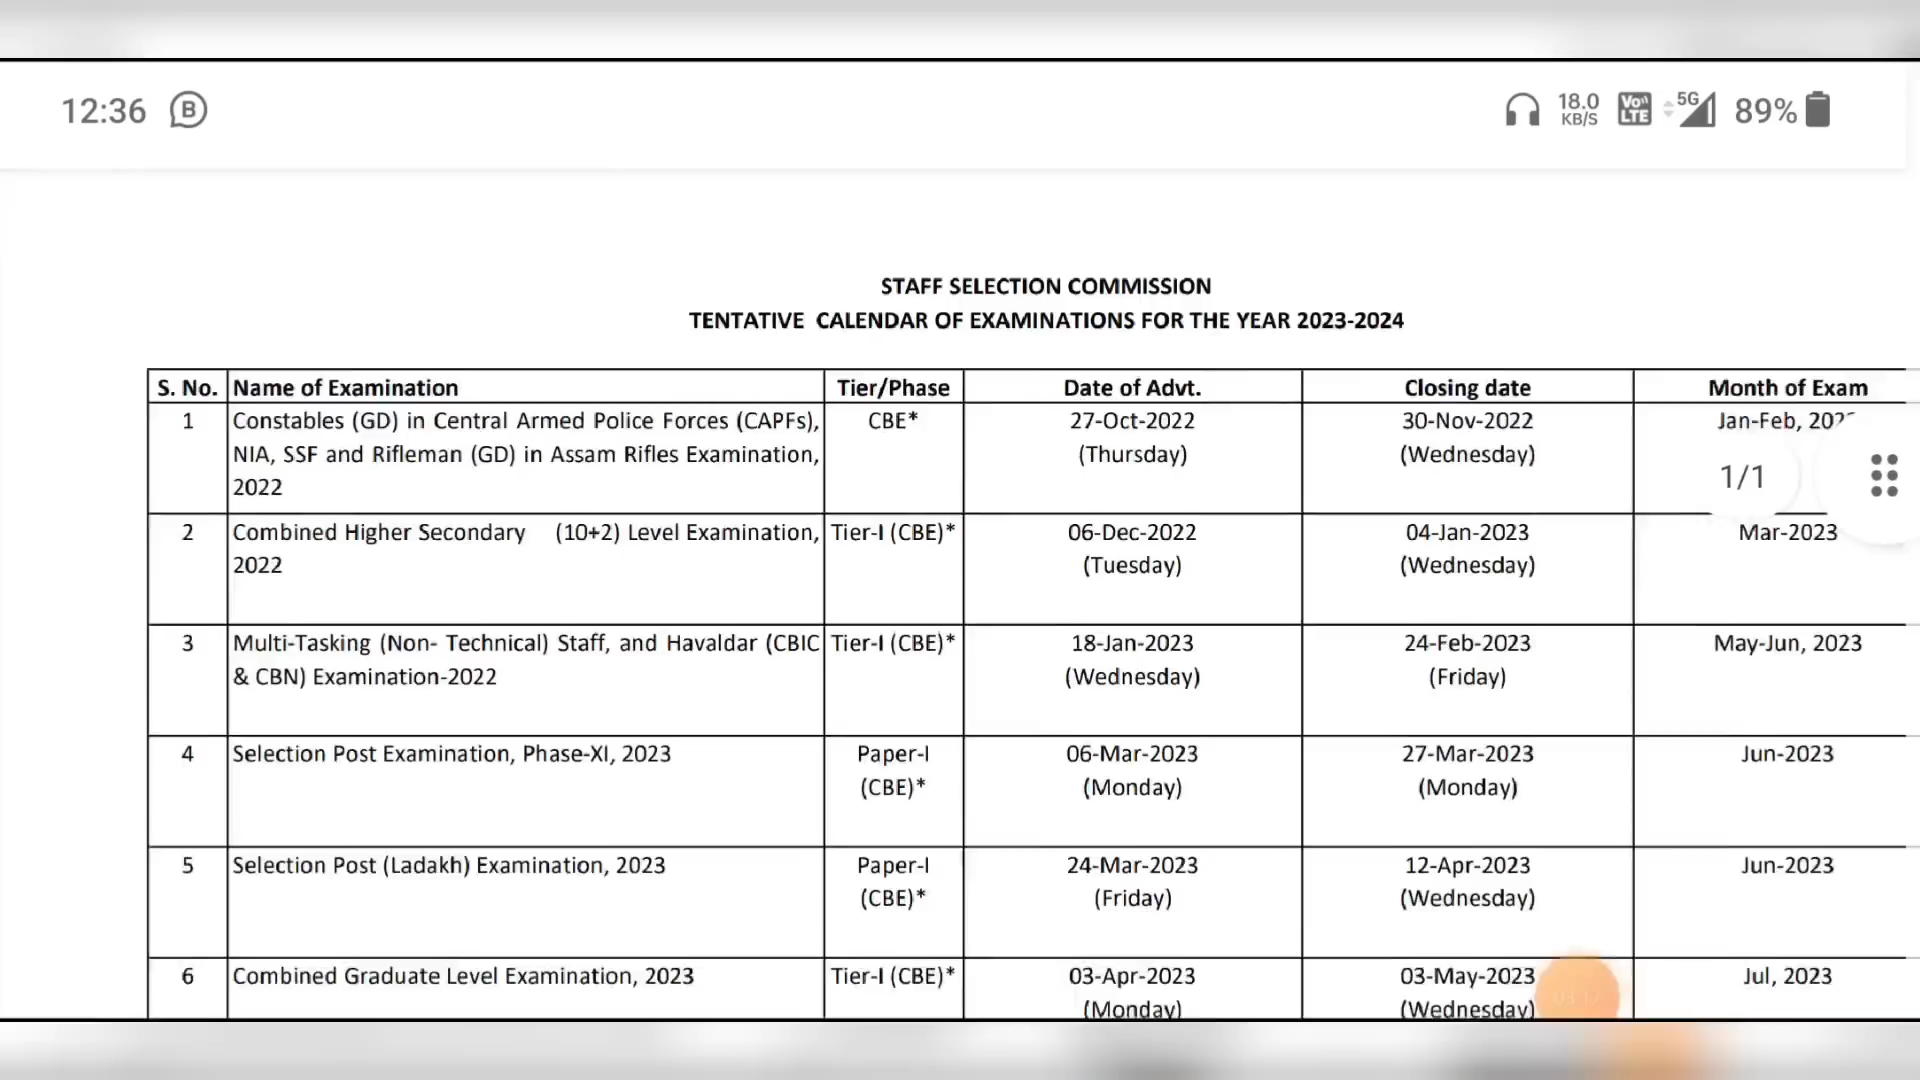 12:36 B 18.0 KB/S VoLTE 5G 89%
STAFF SELECTION COMMISSION
TENTATIVE CALENDAR OF EXAMINATIONS FOR THE YEAR 2023-2024
S. No. Name of Examination Tier/Phase Date of Advt. Closing date Month of Exam
1 Constables (GD) in Central Armed Police Forces (CAPFs), CBE* 27-Oct-2022 30-Nov-2022 Jan-Feb,
NIA, SSF and Rifleman (GD) in Assam Rifles Examination, (Thursday) (Wednesday)
2022
1/1
2 Combined Higher Secondary (10+2) Level Examination, Tier-I (CBE)* 06-Dec-2022 04-Jan-2023 Mar-2023
2022 (Tuesday) (Wednesday)
3 Multi-Tasking (Non- Technical) Staff, and Havaldar (CBIC Tier-I (CBE)* 18-Jan-2023 24-Feb-2023 May-Jun, 2023
& CBN) Examination-2022 (Wednesday) (Friday)
4 Selection Post Examination, Phase-XI, 2023 Paper-I 06-Mar-2023 27-Mar-2023 Jun-2023
(CBE)* (Monday) (Monday)
5 Selection Post (Ladakh) Examination, 2023 Paper-I 24-Mar-2023 12-Apr-2023 Jun-2023
(CBE)* (Friday) (Wednesday)
6 Combined Graduate Level Examination, 2023 Tier-I (CBE)* 03-Apr-2023 03-May-2023 Jul, 2023
(Monday) (Wednesday)